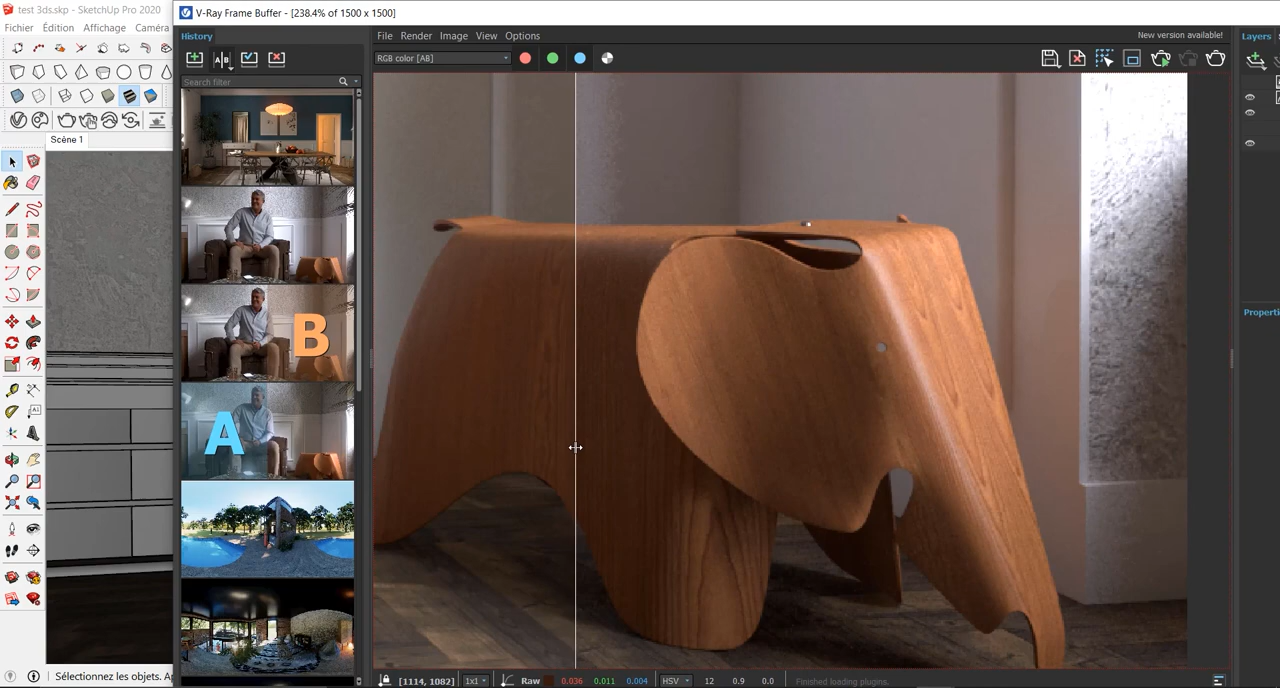 test 3ds.skp - SketchUp Pro 2020
V-Ray Frame Buffer - [238.4% of 1500 x 1500]
Fichier Édition Affichage Caméra
History
File Render Image View Options
New version available!
Layers
A|B
RGB color [AB]
Search filter
Scène 1
B
A
Properti
Sélectionnez les objets. Ap
[1114, 1082] 1x1 Raw 0.036 0.011 0.004 HSV 12 0.9 0.0 Finished loading plugins.